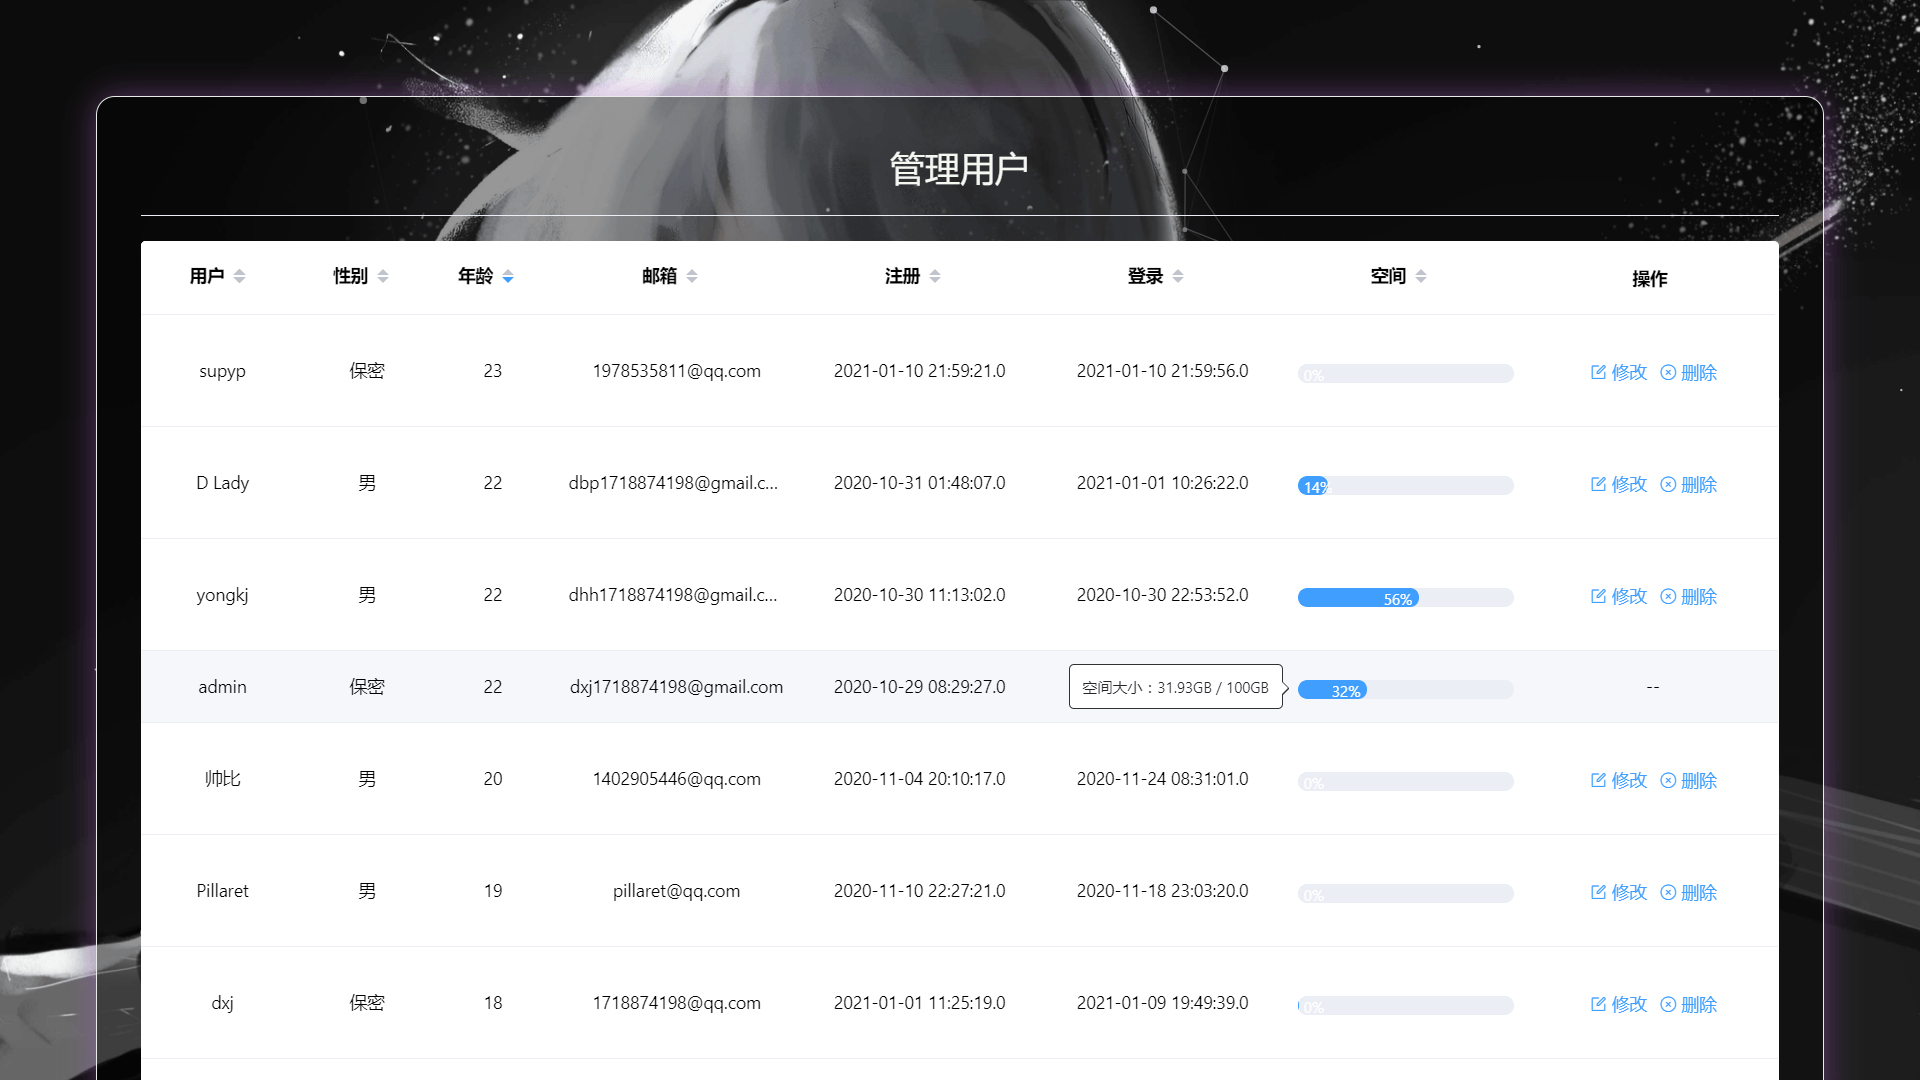 管理用户
用户 性别 年龄 邮箱 注册 登录 空间 操作
supyp 保密 23 1978535811@qq.com 2021-01-10 21:59:21.0 2021-01-10 21:59:56.0 0% 修改 删除
D Lady 男 22 dbp1718874198@gmail.c... 2020-10-31 01:48:07.0 2021-01-01 10:26:22.0 14% 修改 删除
yongkj 男 22 dhh1718874198@gmail.c... 2020-10-30 11:13:02.0 2020-10-30 22:53:52.0 56% 修改 删除
admin 保密 22 dxj1718874198@gmail.com 2020-10-29 08:29:27.0 空间大小：31.93GB / 100GB 32% --
帅比 男 20 1402905446@qq.com 2020-11-04 20:10:17.0 2020-11-24 08:31:01.0 0% 修改 删除
Pillaret 男 19 pillaret@qq.com 2020-11-10 22:27:21.0 2020-11-18 23:03:20.0 0% 修改 删除
dxj 保密 18 1718874198@qq.com 2021-01-01 11:25:19.0 2021-01-09 19:49:39.0 0% 修改 删除